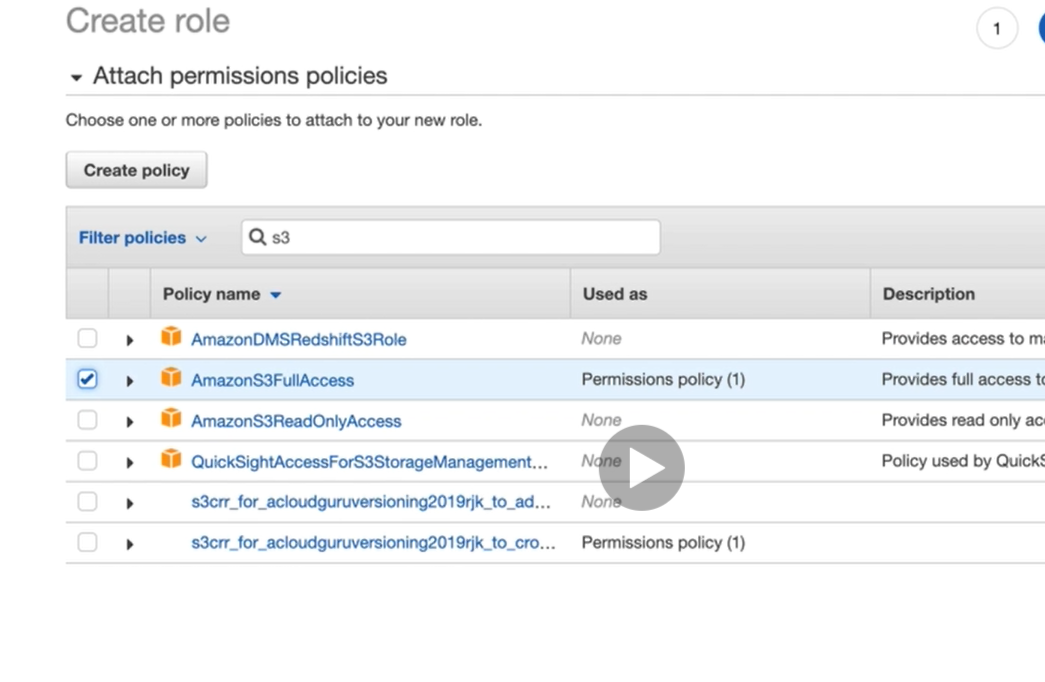 Create role
1
Attach permissions policies
Choose one or more policies to attach to your new role.
Create policy
Filter policies
s3
Policy name Used as Description
AmazonDMSRedshiftS3Role None Provides access to ma
AmazonS3FullAccess Permissions policy (1) Provides full access to
AmazonS3ReadOnlyAccess None Provides read only acc
QuickSightAccessForS3StorageManagement... None Policy used by QuickS
s3crr_for_acloudguruversioning2019rjk_to_ad... None
s3crr_for_acloudguruversioning2019rjk_to_cro... Permissions policy (1)